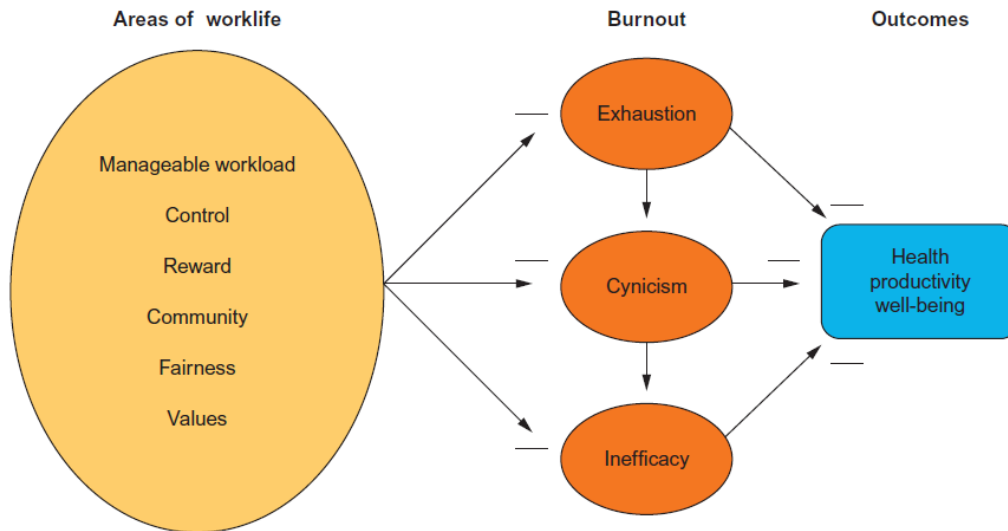 Areas of worklife
Burnout
Outcomes
Manageable workload
Control
Reward
Community
Fairness
Values
Exhaustion
Cynicism
Inefficacy
Health
productivity
well-being